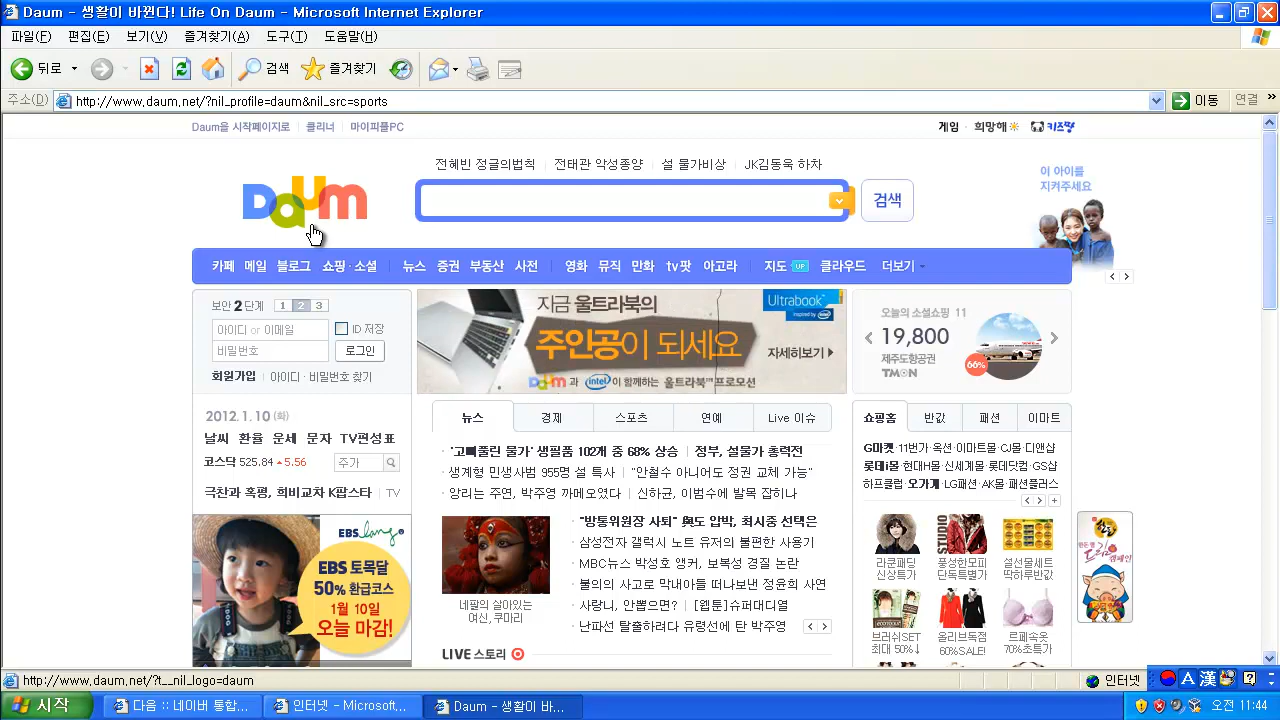 Daum - 생활이 바뀐다! Life On Daum - Microsoft Internet Explorer
파일(F) 편집(E) 보기(V) 즐겨찾기(A) 도구(T) 도움말(H)
뒤로 검색 즐겨찾기
주소(D) http://www.daum.net/?nil_profile=daum&nil_src=sports 이동 연결 »
Daum을 시작페이지로 클리너 마이피플PC 게임 · 희망해 키즈짱
전혜빈 정글의법칙 전태관 악성종양 설 물가비상 JK김동욱 하차
Daum 검색
이 아이를
지켜주세요
카페 메일 블로그 쇼핑·소셜 뉴스 증권 부동산 사전 영화 뮤직 만화 tv팟 아고라 지도 UP 클라우드 더보기
보안 2단계 1 2 3
아이디 or 이메일 ID 저장
비밀번호 로그인
회원가입 아이디 · 비밀번호 찾기
지금 울트라북의
주인공이 되세요
자세히보기
Ultrabook
inspired by intel
Daum 과 intel 이 함께하는 울트라북™ 프로모션
오늘의 소셜쇼핑 11
19,800
제주도항공권
TMON
66%
2012.1.10 (화)
날씨 환율 운세 문자 TV편성표
코스닥 525.84 ▲5.56 주가
극찬과 혹평, 희비교차 K팝스타 | TV
EBS lang
EBS 토목달
50% 환급코스
1월 10일
오늘 마감!
뉴스 경제 스포츠 연예 Live 이슈
· '고삐풀린 물가' 생필품 102개 중 68% 상승 | 정부, 설물가 총력전
· 생계형 민생사범 955명 설 특사 | "안철수 아니어도 정권 교체 가능"
· 앙리는 주연, 박주영 까메오였다 | 신하균, 이범수에 발목 잡히나
네팔의 살아있는
여신, 쿠마리
· "방통위원장 사퇴" 與도 압박, 최시중 선택은
· 삼성전자 갤럭시 노트 유저의 불편한 사용기
· MBC뉴스 박성호 앵커, 보복성 경질 논란
· 불의의 사고로 막내아들 떠나보낸 정윤회 사연
· 사랑니, 안뽑으면? | [웹툰]슈퍼대디열
· 난파선 탈출하려다 유령선에 탄 박주영
LIVE 스토리
쇼핑홈 반값 패션 이마트
G마켓·11번가·옥션·이마트몰·CJ몰·디앤샵
롯데i몰·현대H몰·신세계몰·롯데닷컴·GS샵
하프클럽·오가게·LG패션·AK몰·패션플러스
라쿤패딩
신상특가
STUDIO
풍성한모피
단독특별가
설선물세트
딱하루반값
브러쉬SET
최대 50%↓
올리브독점
60%SALE!
르페속옷
70%초특가
http://www.daum.net/?t__nil_logo=daum 인터넷 A 漢
시작 다음 :: 네이버 통합... 인터넷 - Microsoft,... Daum - 생활이 바... 오전 11:44